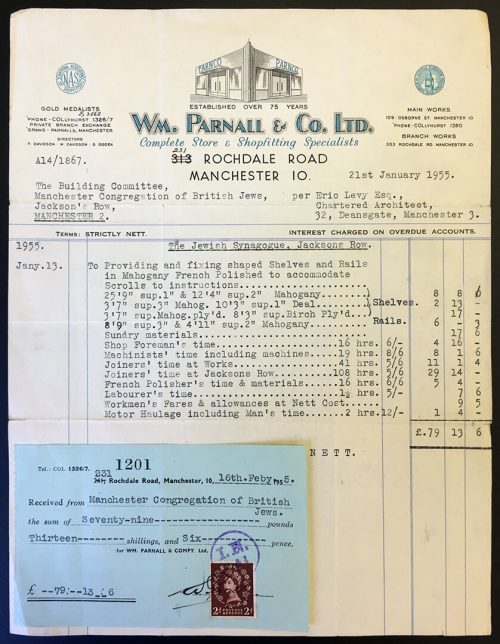 PARNCO PARNCO
ESTABLISHED OVER 75 YEARS
GOLD MEDALISTS
'PHONE - COLLYHURST 1326/7
PRIVATE BRANCH EXCHANGE
GRAMS - PARNALLS, MANCHESTER
DIRECTORS
F. DAVIDSON M. DAVIDSON S. OGDEN
WM. PARNALL & CO. LTD.
Complete Store & Shopfitting Specialists
231
313 ROCHDALE ROAD
MANCHESTER 10.
MAIN WORKS
109 OSBORNE ST. MANCHESTER 10
'PHONE - COLLYHURST 1380
BRANCH WORKS
303 ROCHDALE RD. MANCHESTER 10
A14/1867.
21st January 1955.
The Building Committee,
Manchester Congregation of British Jews,
Jackson's Row,
MANCHESTER 2.
per Eric Levy Esq.,
Chartered Architect,
32, Deansgate, Manchester 3.
TERMS: STRICTLY NETT. INTEREST CHARGED ON OVERDUE ACCOUNTS.
1955. The Jewish Synagogue, Jacksons Row.
Jany.13. To Providing and fixing shaped Shelves and Rails
in Mahogany French Polished to accommodate
Scrolls to instructions
25'9" sup.1" & 12'4" sup.2" Mahogany.......) 8 8 6
3'7" sup.3" Mahog. 10'3" sup.1" Deal.......) Shelves. 2 13 -
3'7" sup.Mahog.ply'd. 8'3" sup.Birch Ply'd...) 17 -
8'9" sup.3" & 4'11" sup.2" Mahogany........ Rails. 6 - 3
Sundry materials 17 6
Shop Foreman's time 16 hrs. 6/- 4 16 -
Machinists' time including machines 19 hrs. 8/6 8 1 6
Joiners' time at Works 41 hrs. 5/6 11 1 4
Joiners' time at Jacksons Row 108 hrs. 5/6 29 14
French Polisher's time & materials 16 hrs. 6/6 5 4 -
Labourer's time 1½ hrs. 5/- 7 6
Workmen's Fares & allowances at Nett Cost 9 5
Motor Haulage including Man's time 2 hrs. 12/- 1 4 -
£.79 13 6
NETT.
1201
Tel.: COL 1326/7.
231
Rochdale Road, Manchester, 10, 16th.Feby 1955.
Received from Manchester Congregation of British
Jews.
the sum of Seventy-nine pounds
Thirteen shillings, and Six pence.
for WM. PARNALL & COMPY. Ltd,
£ --79:--13--:6
POSTAGE REVENUE